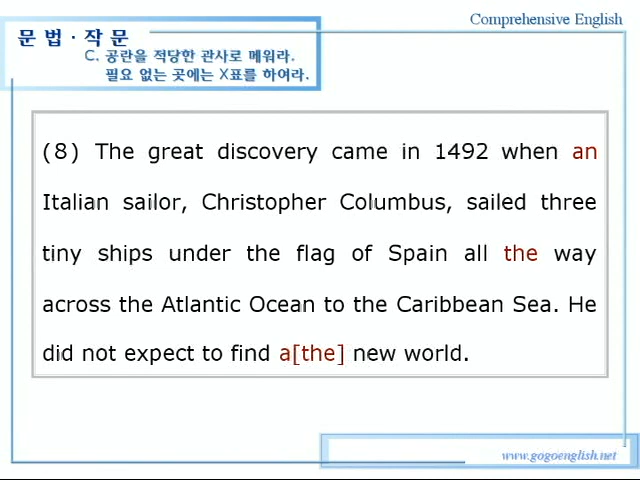 Comprehensive English
문 법 · 작 문
C. 공란을 적당한 관사로 메워라.
필요 없는 곳에는 X표를 하여라.
(8) The great discovery came in 1492 when an
Italian sailor, Christopher Columbus, sailed three
tiny ships under the flag of Spain all the way
across the Atlantic Ocean to the Caribbean Sea. He
did not expect to find a[the] new world.
www.gogoenglish.net